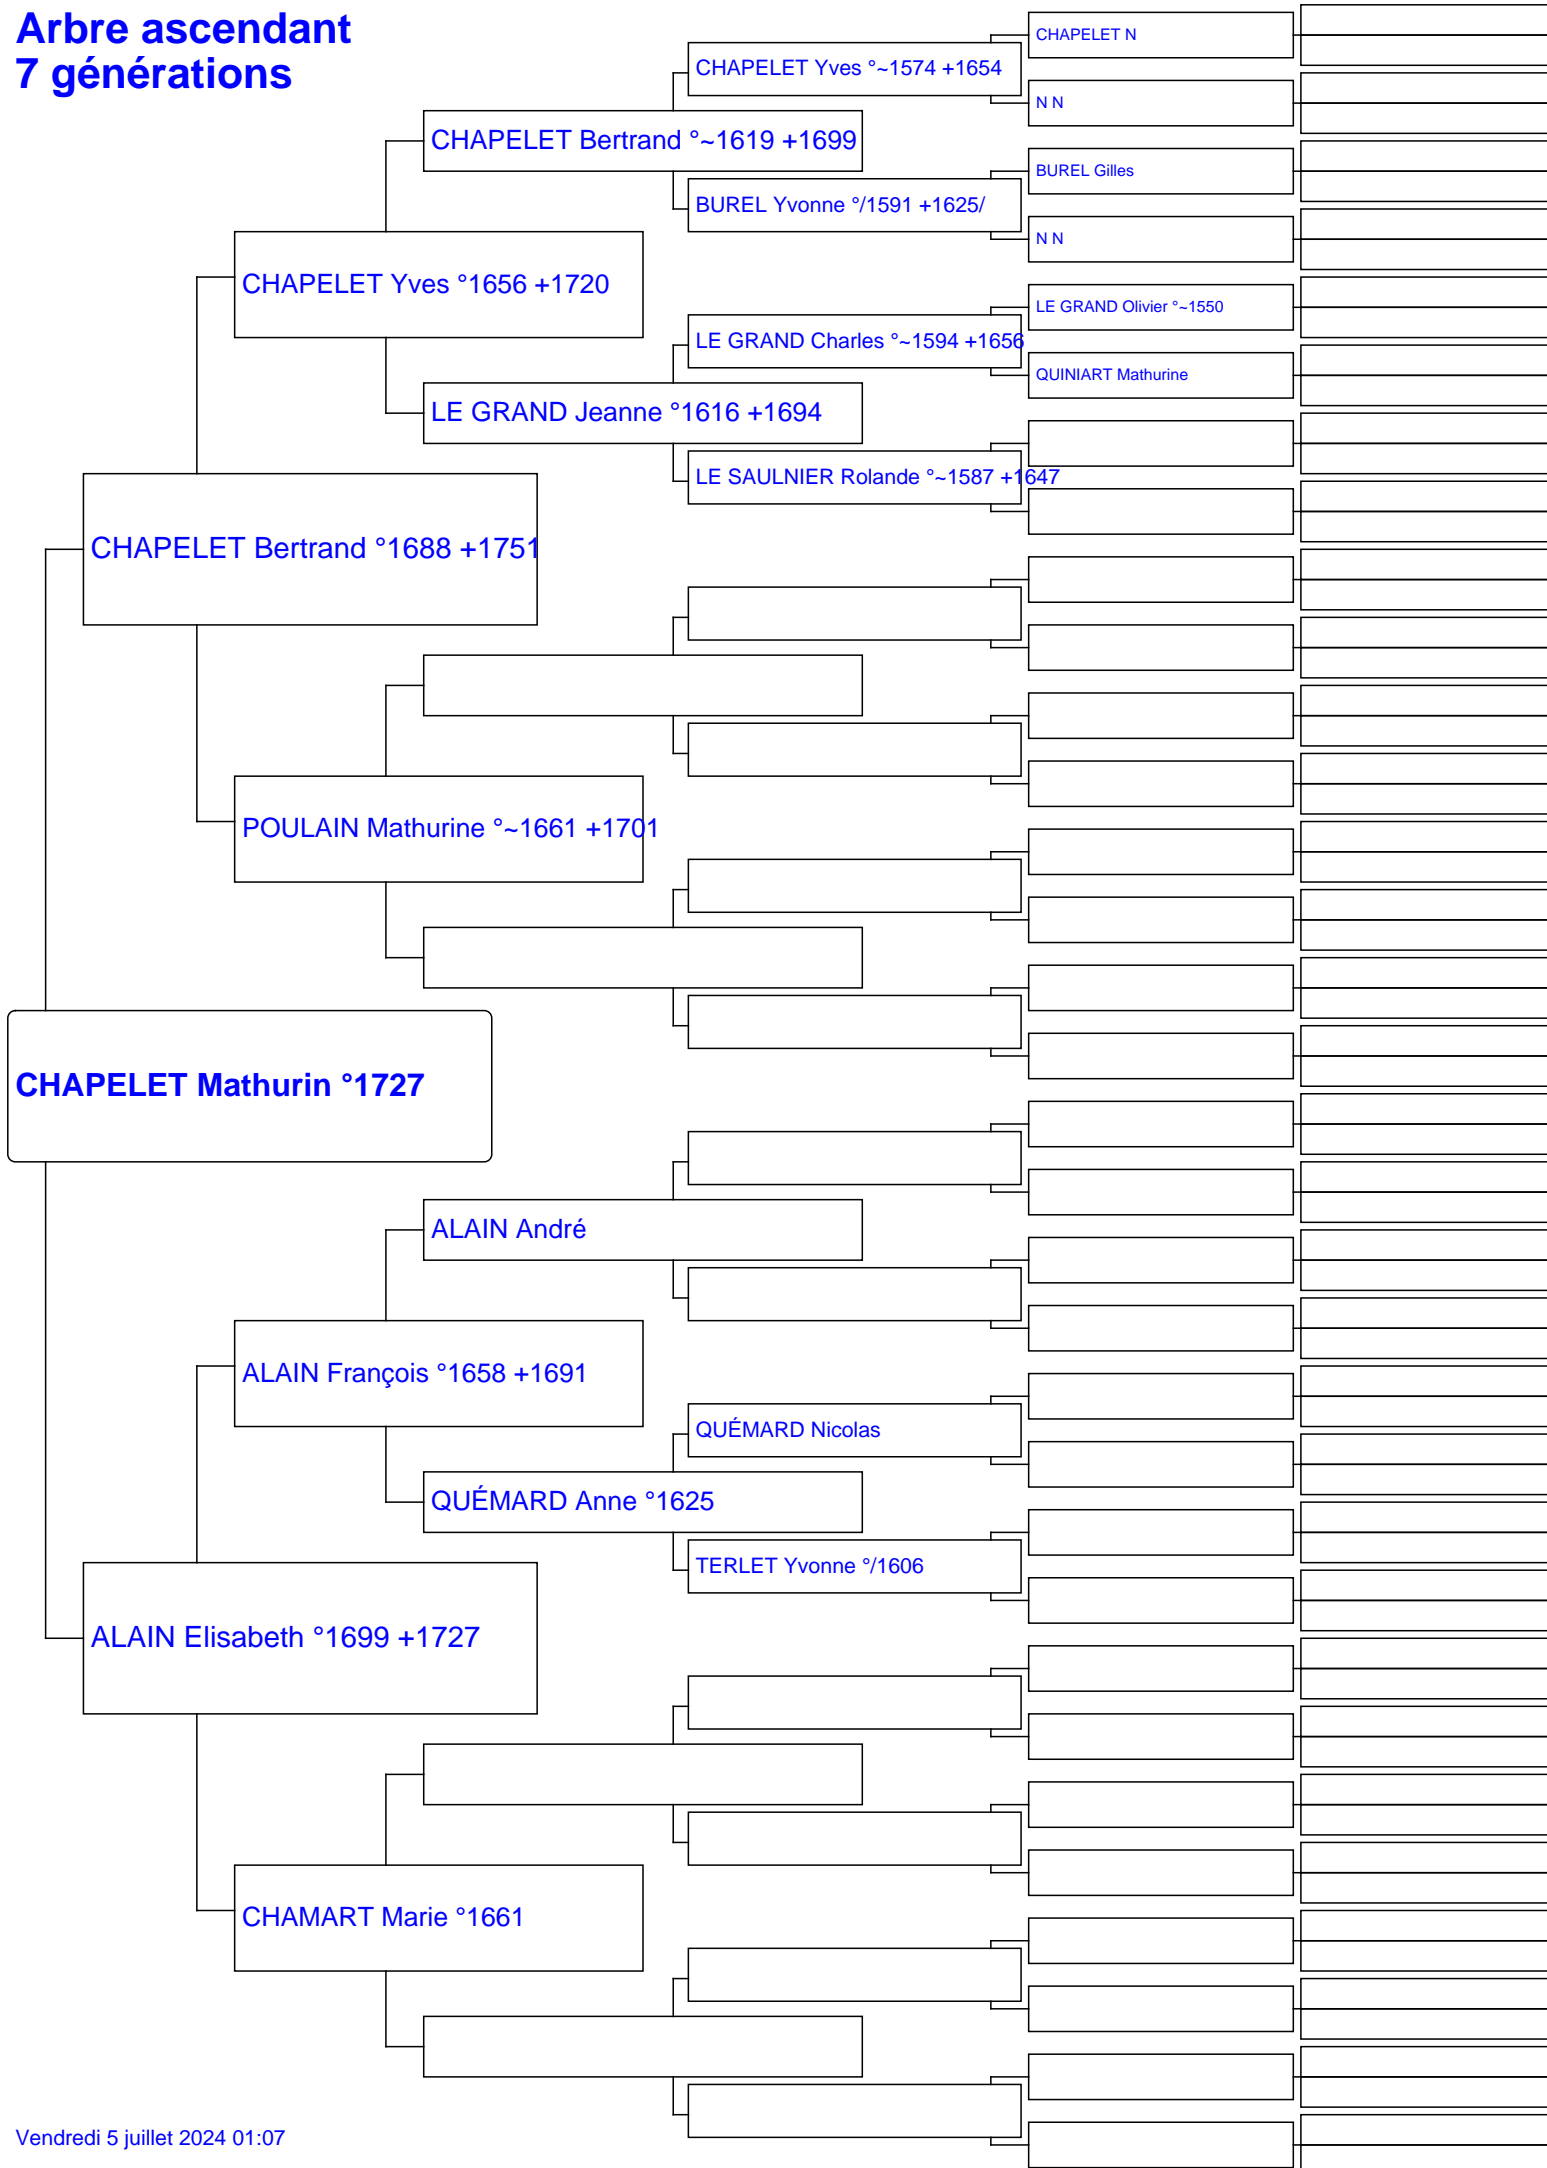 Arbre ascendant
7 générations
CHAPELET N
CHAPELET Yves °~1574 +1654
N N
CHAPELET Bertrand °~1619 +1699
BUREL Gilles
BUREL Yvonne °/1591 +1625/
N N
CHAPELET Yves °1656 +1720
LE GRAND Olivier °~1550
LE GRAND Charles °~1594 +1656
QUINIART Mathurine
LE GRAND Jeanne °1616 +1694
LE SAULNIER Rolande °~1587 +1647
CHAPELET Bertrand °1688 +1751
POULAIN Mathurine °~1661 +1701
CHAPELET Mathurin °1727
ALAIN André
ALAIN François °1658 +1691
QUÉMARD Nicolas
QUÉMARD Anne °1625
TERLET Yvonne °/1606
ALAIN Elisabeth °1699 +1727
CHAMART Marie °1661
Vendredi 5 juillet 2024 01:07